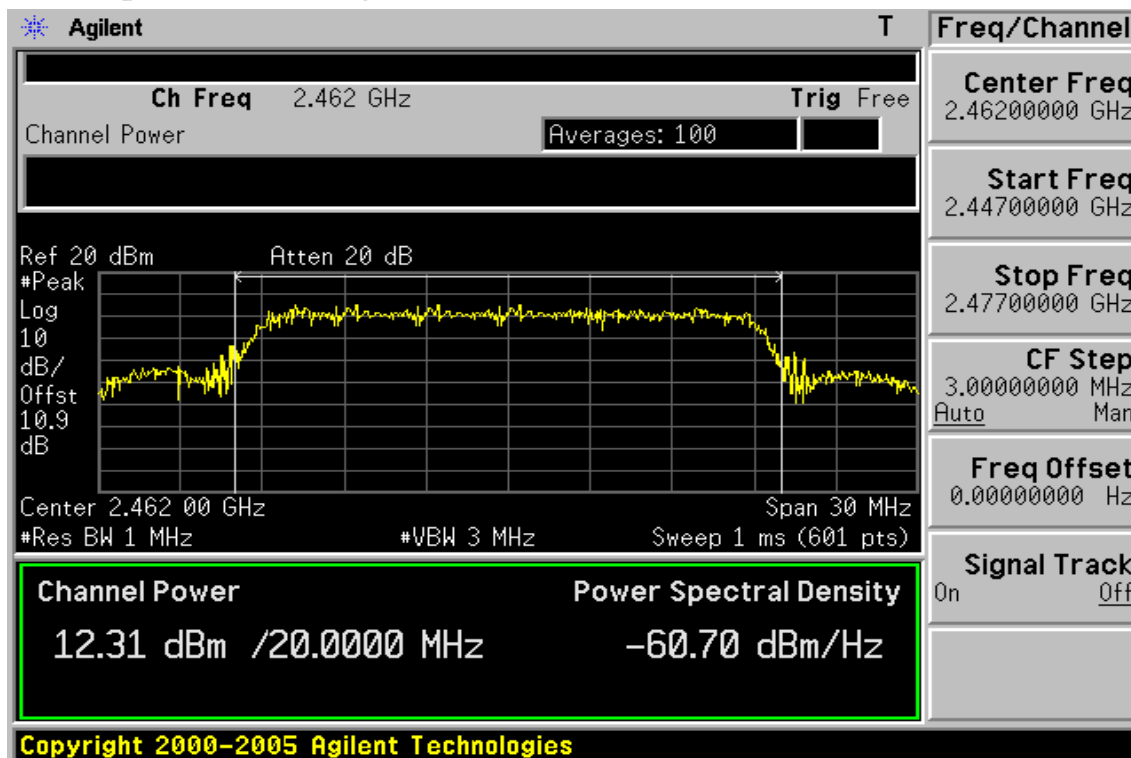 Agilent
T
Freq/Channel
Ch Freq 2.462 GHz
Trig Free
Channel Power
Averages: 100
Ref 20 dBm
Atten 20 dB
#Peak
Log
10
dB/
Offst
10.9
dB
Center 2.462 00 GHz
Span 30 MHz
#Res BW 1 MHz
#VBW 3 MHz
Sweep 1 ms (601 pts)
Channel Power
Power Spectral Density
12.31 dBm /20.0000 MHz
-60.70 dBm/Hz
Copyright 2000-2005 Agilent Technologies
Center Freq
2.46200000 GHz
Start Freq
2.44700000 GHz
Stop Freq
2.47700000 GHz
CF Step
3.00000000 MHz
Auto Man
Freq Offset
0.00000000 Hz
Signal Track
On Off